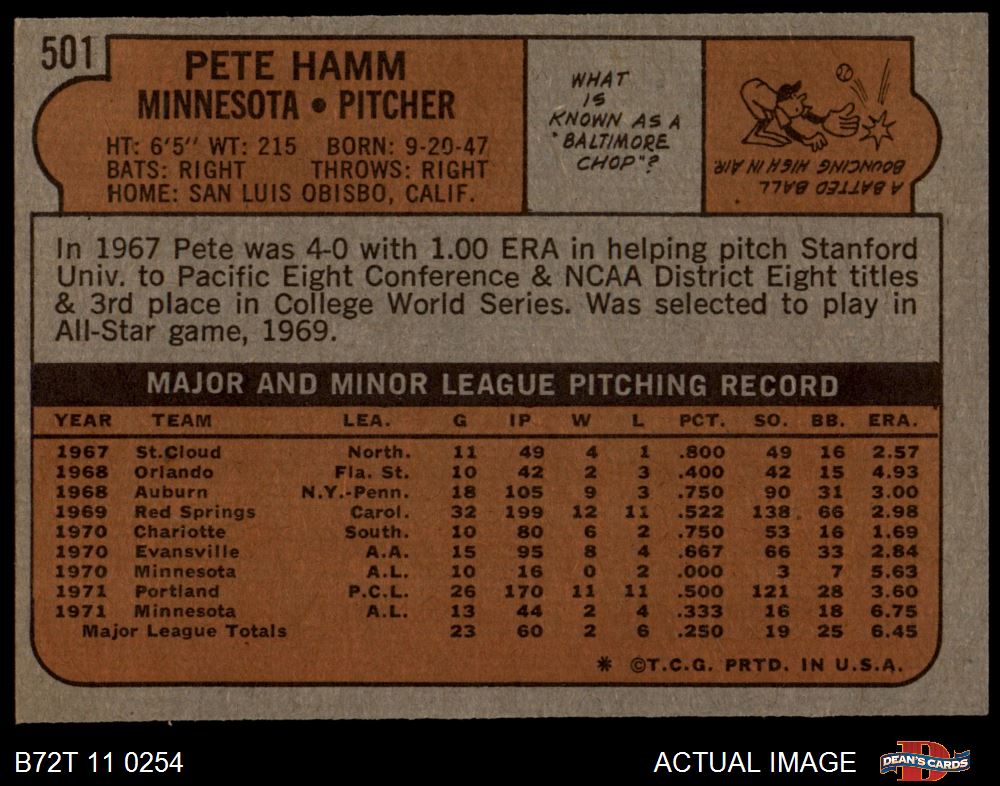 501
PETE HAMM
MINNESOTA • PITCHER
HT: 6'5" WT: 215 BORN: 9-20-47
BATS: RIGHT THROWS: RIGHT
HOME: SAN LUIS OBISBO, CALIF.
WHAT
IS
KNOWN AS A
"BALTIMORE
CHOP"?
A BATTED BALL
BOUNCING HIGH IN AIR
In 1967 Pete was 4-0 with 1.00 ERA in helping pitch Stanford
Univ. to Pacific Eight Conference & NCAA District Eight titles
& 3rd place in College World Series. Was selected to play in
All-Star game, 1969.
MAJOR AND MINOR LEAGUE PITCHING RECORD
YEAR TEAM LEA. G IP W L PCT. SO. BB. ERA.
1967 St.Cloud North. 11 49 4 1 .800 49 16 2.57
1968 Orlando Fla. St. 10 42 2 3 .400 42 15 4.93
1968 Auburn N.Y.-Penn. 18 105 9 3 .750 90 31 3.00
1969 Red Springs Carol. 32 199 12 11 .522 138 66 2.98
1970 Chariotte South. 10 80 6 2 .750 53 16 1.69
1970 Evansville A.A. 15 95 8 4 .667 66 33 2.84
1970 Minnesota A.L. 10 16 0 2 .000 3 7 5.63
1971 Portland P.C.L. 26 170 11 11 .500 121 28 3.60
1971 Minnesota A.L. 13 44 2 4 .333 16 18 6.75
Major League Totals 23 60 2 6 .250 19 25 6.45
* ©T.C.G. PRTD. IN U.S.A.
B72T 11 0254
ACTUAL IMAGE
D
DEAN'S CARDS